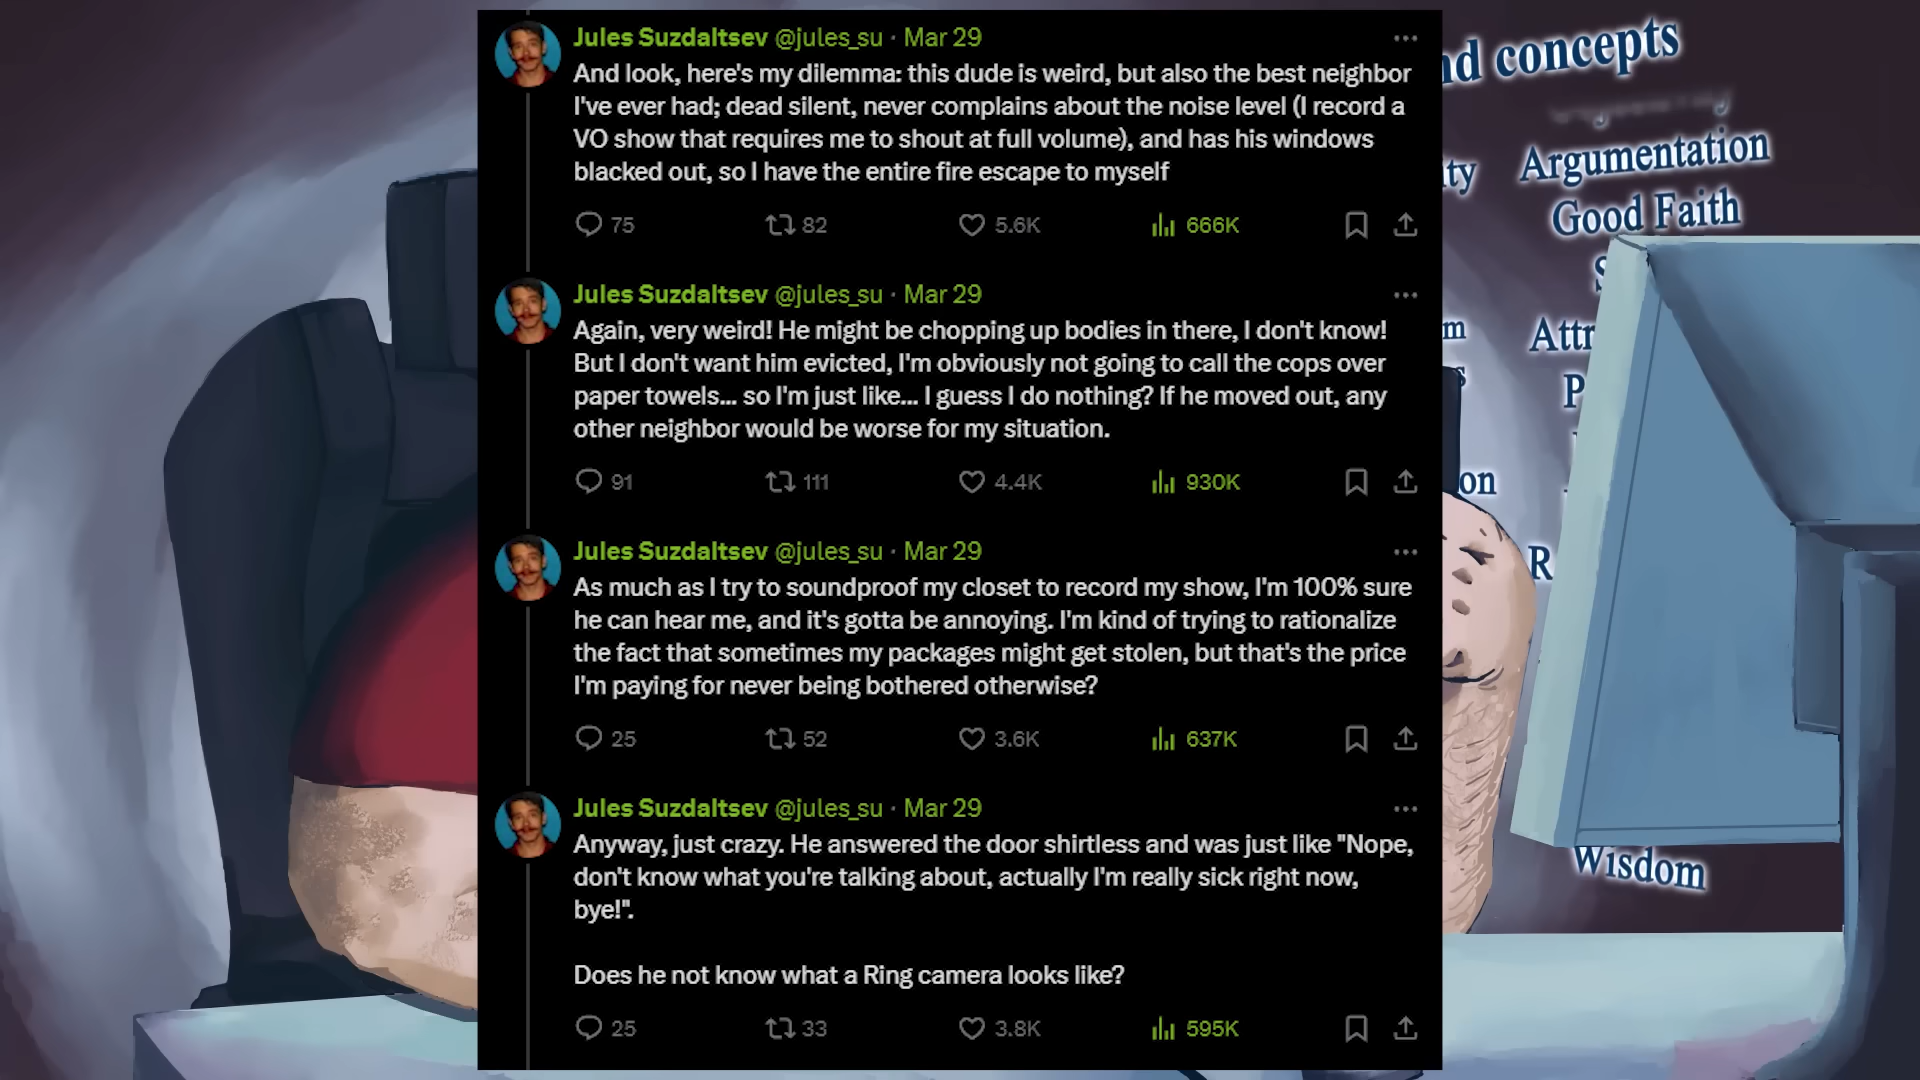 Jules Suzdaltsev @jules_su · Mar 29
And look, here's my dilemma: this dude is weird, but also the best neighbor
I've ever had; dead silent, never complains about the noise level (I record a
VO show that requires me to shout at full volume), and has his windows
blacked out, so I have the entire fire escape to myself
75 82 5.6K 666K
Jules Suzdaltsev @jules_su · Mar 29
Again, very weird! He might be chopping up bodies in there, I don't know!
But I don't want him evicted, I'm obviously not going to call the cops over
paper towels... so I'm just like... I guess I do nothing? If he moved out, any
other neighbor would be worse for my situation.
91 111 4.4K 930K
Jules Suzdaltsev @jules_su · Mar 29
As much as I try to soundproof my closet to record my show, I'm 100% sure
he can hear me, and it's gotta be annoying. I'm kind of trying to rationalize
the fact that sometimes my packages might get stolen, but that's the price
I'm paying for never being bothered otherwise?
25 52 3.6K 637K
Jules Suzdaltsev @jules_su · Mar 29
Anyway, just crazy. He answered the door shirtless and was just like "Nope,
don't know what you're talking about, actually I'm really sick right now,
bye!".
Does he not know what a Ring camera looks like?
25 33 3.8K 595K
nd concepts
Argumentation
ty
Good Faith
S
m
Attr
s
P
on
R
Wisdom